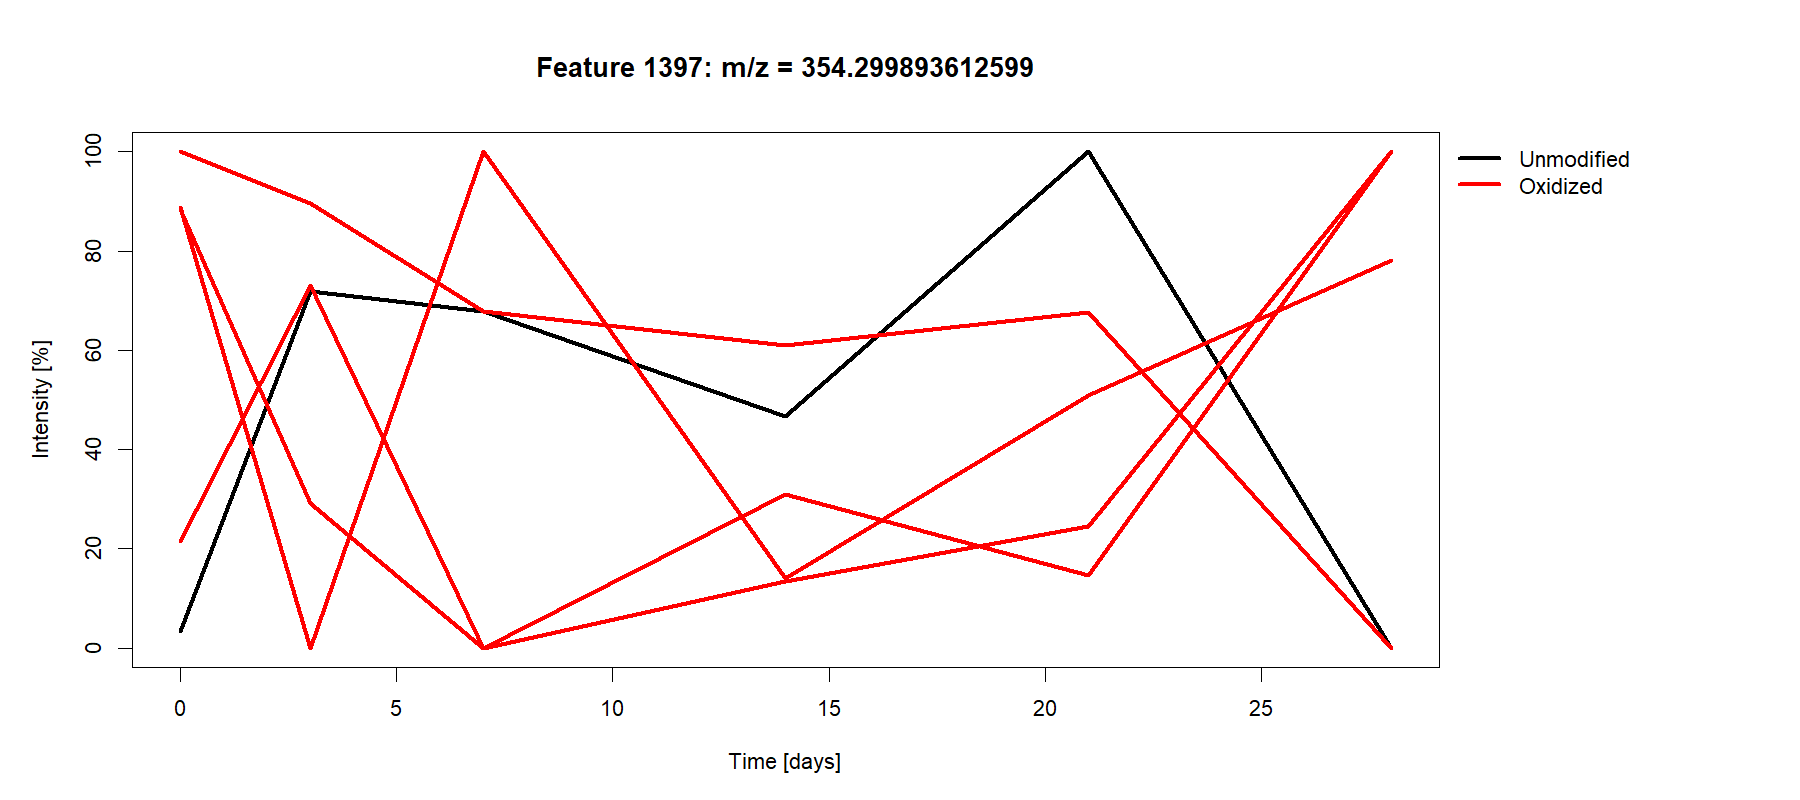 Feature 1397: m/z = 354.299893612599
Unmodified
Oxidized
Intensity [%]
100
80
60
40
20
0
0 5 10 15 20 25
Time [days]